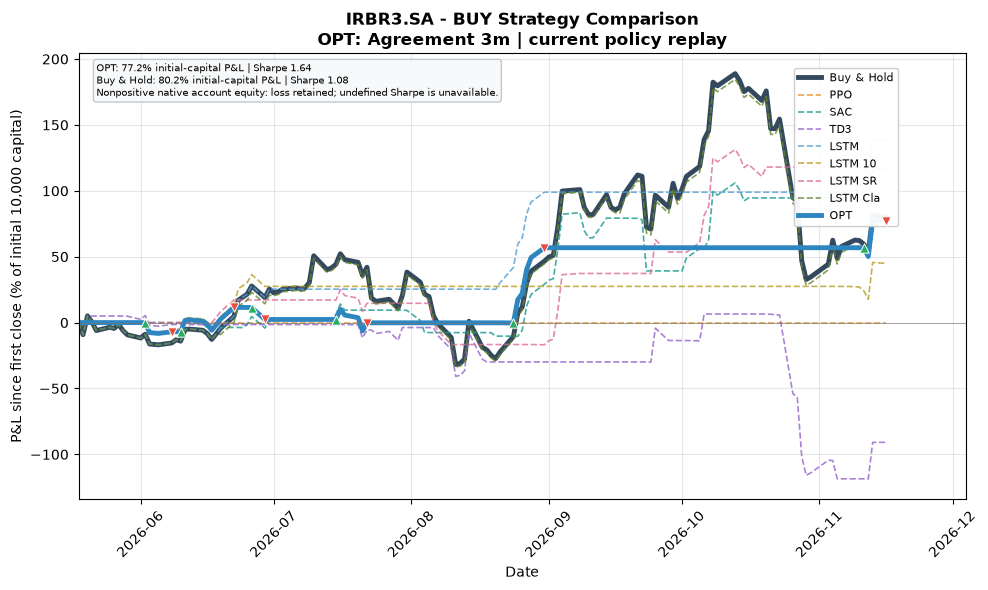 IRBR3.SA - BUY Strategy Comparison
OPT: Agreement 3m | current policy replay
OPT: 77.2% initial-capital P&L | Sharpe 1.64
Buy & Hold: 80.2% initial-capital P&L | Sharpe 1.08
Nonpositive native account equity: loss retained; undefined Sharpe is unavailable.
Buy & Hold
PPO
SAC
TD3
LSTM
LSTM 10
LSTM SR
LSTM Cla
OPT
P&L since first close (% of initial 10,000 capital)
200
150
100
50
0
−50
−100
2026-06
2026-07
2026-08
2026-09
2026-10
2026-11
2026-12
Date